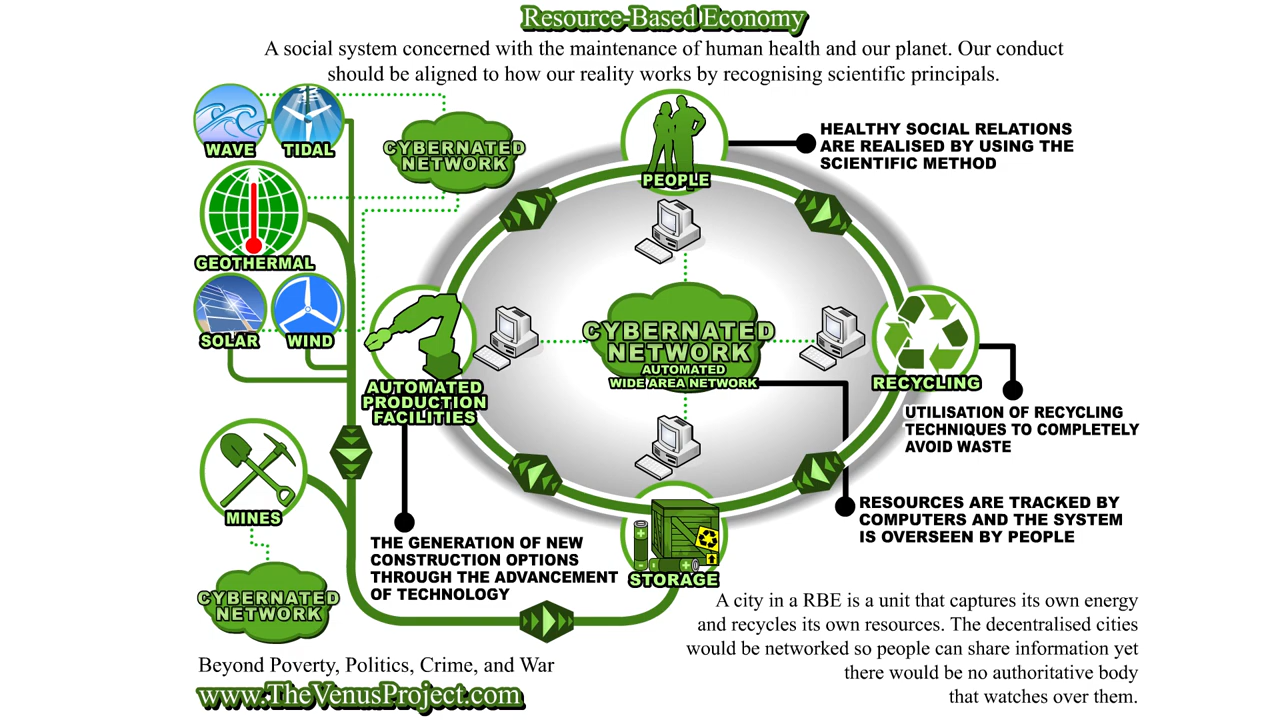 Resource-Based Economy
A social system concerned with the maintenance of human health and our planet. Our conduct
should be aligned to how our reality works by recognising scientific principals.
WAVE
TIDAL
CYBERNATED
NETWORK
PEOPLE
HEALTHY SOCIAL RELATIONS
ARE REALISED BY USING THE
SCIENTIFIC METHOD
GEOTHERMAL
SOLAR
WIND
CYBERNATED
NETWORK
AUTOMATED
WIDE AREA NETWORK
AUTOMATED
PRODUCTION
FACILITIES
RECYCLING
UTILISATION OF RECYCLING
TECHNIQUES TO COMPLETELY
AVOID WASTE
MINES
RESOURCES ARE TRACKED BY
COMPUTERS AND THE SYSTEM
IS OVERSEEN BY PEOPLE
THE GENERATION OF NEW
CONSTRUCTION OPTIONS
THROUGH THE ADVANCEMENT
OF TECHNOLOGY
STORAGE
CYBERNATED
NETWORK
A city in a RBE is a unit that captures its own energy
and recycles its own resources. The decentralised cities
would be networked so people can share information yet
there would be no authoritative body
that watches over them.
Beyond Poverty, Politics, Crime, and War
www.TheVenusProject.com